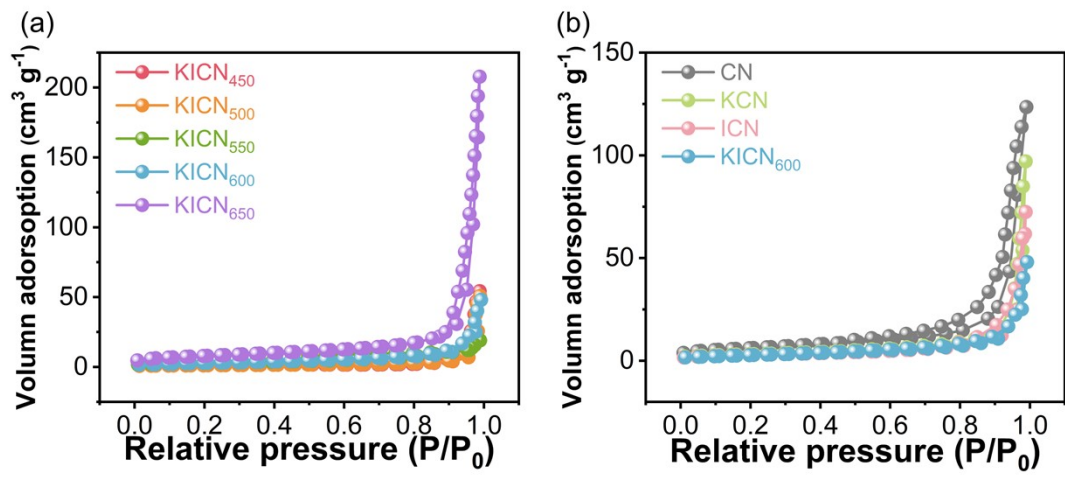 (a)
Volumn adorsoption (cm³ g⁻¹)
200
150
100
50
0
KICN₄₅₀
KICN₅₀₀
KICN₅₅₀
KICN₆₀₀
KICN₆₅₀
0.0 0.2 0.4 0.6 0.8 1.0
Relative pressure (P/P₀)
(b)
Volumn adorsoption (cm³ g⁻¹)
150
100
50
0
CN
KCN
ICN
KICN₆₀₀
0.0 0.2 0.4 0.6 0.8 1.0
Relative pressure (P/P₀)